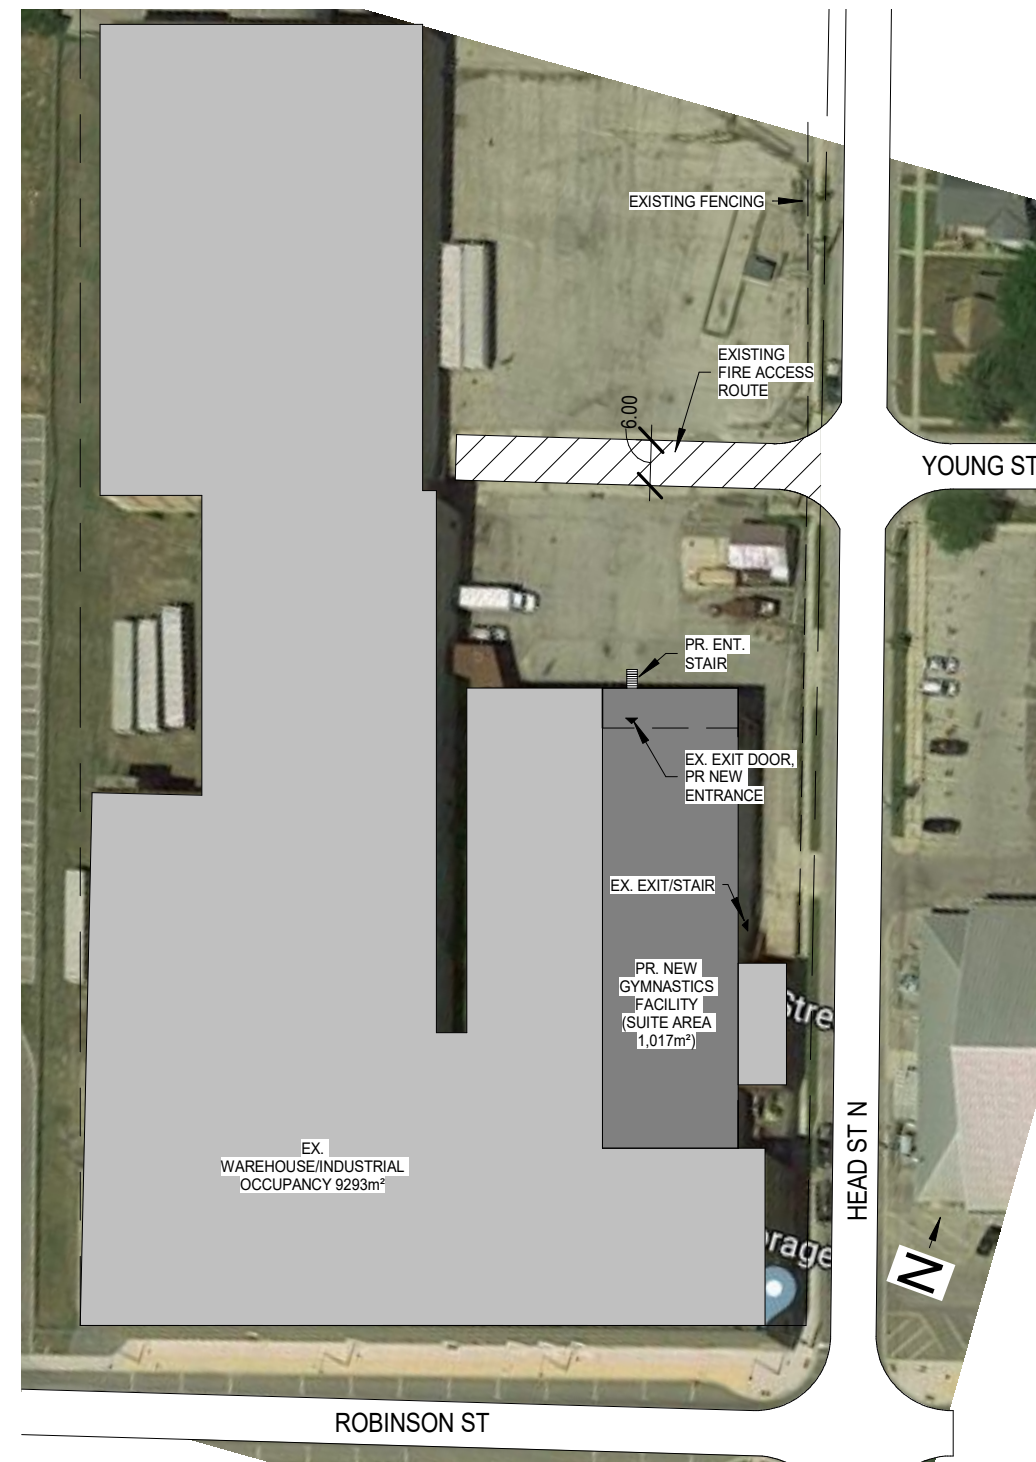 EXISTING FENCING
EXISTING
FIRE ACCESS
ROUTE
6.00
YOUNG ST
PR. ENT.
STAIR
EX. EXIT DOOR,
PR NEW
ENTRANCE
EX. EXIT/STAIR
PR. NEW
GYMNASTICS
FACILITY
(SUITE AREA
1,017m²)
Stre
HEAD ST N
EX.
WAREHOUSE/INDUSTRIAL
OCCUPANCY 9293m²
orage
N
ROBINSON ST